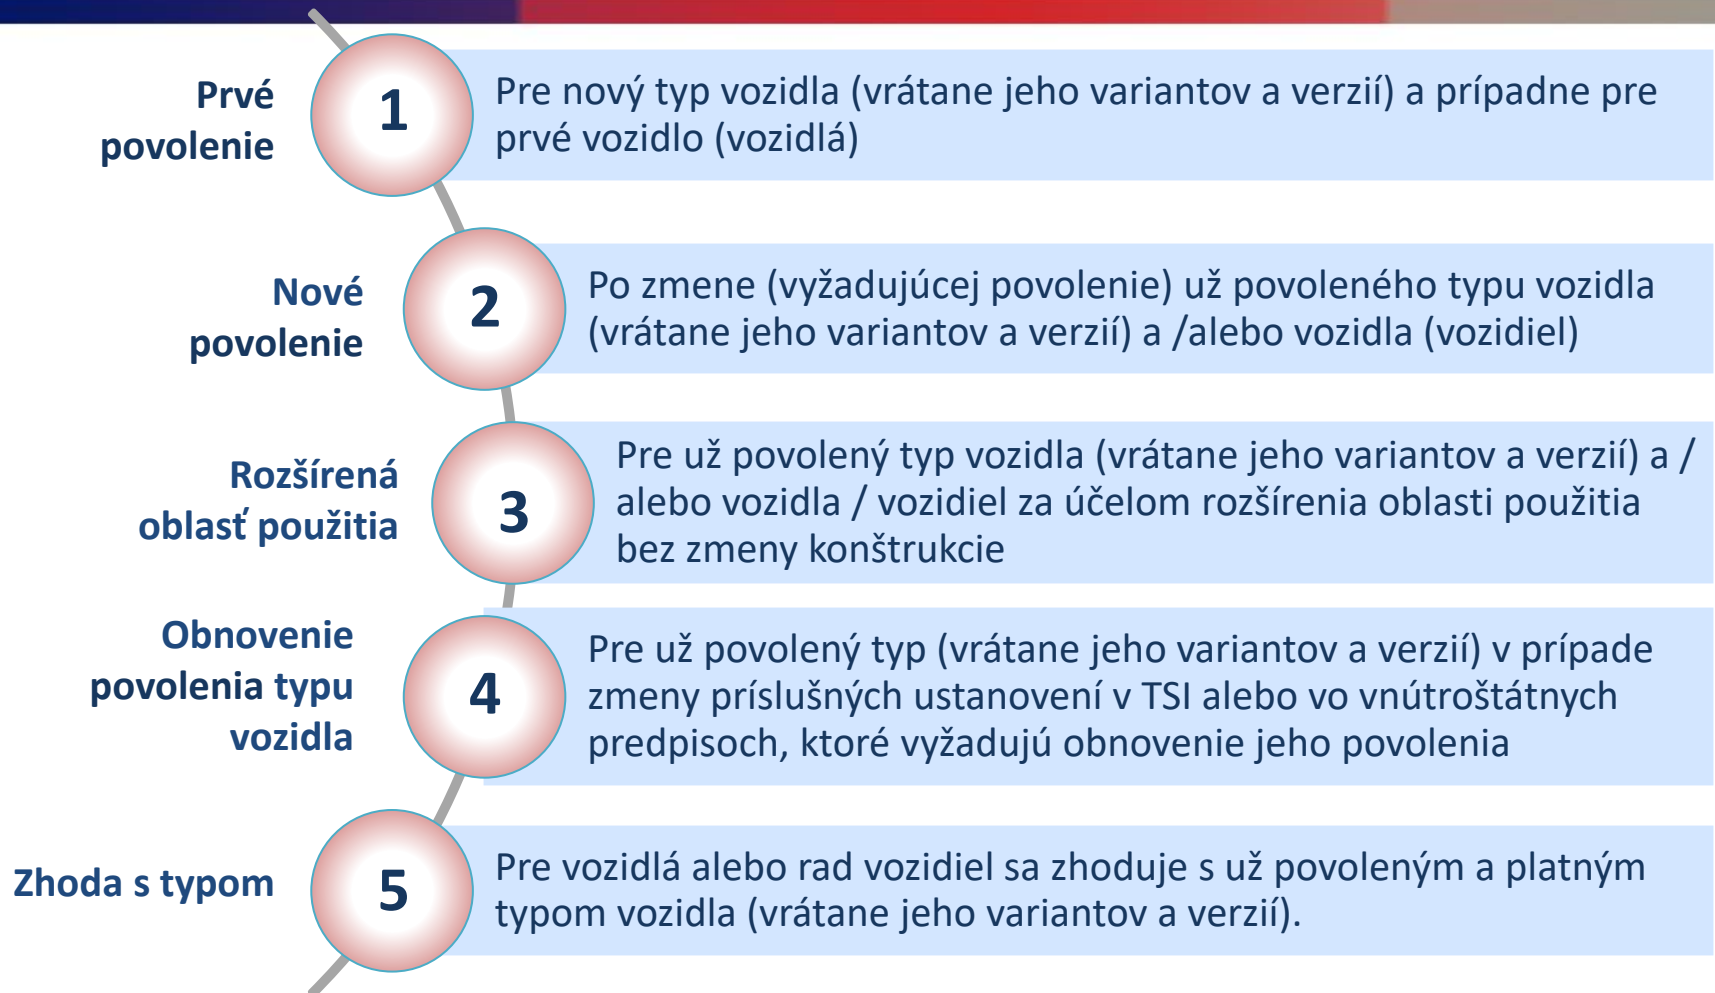 Prvé
povolenie
1
Pre nový typ vozidla (vrátane jeho variantov a verzií) a prípadne pre
prvé vozidlo (vozidlá)
Nové
povolenie
2
Po zmene (vyžadujúcej povolenie) už povoleného typu vozidla
(vrátane jeho variantov a verzií) a /alebo vozidla (vozidiel)
Rozšírená
oblasť použitia
3
Pre už povolený typ vozidla (vrátane jeho variantov a verzií) a /
alebo vozidla / vozidiel za účelom rozšírenia oblasti použitia
bez zmeny konštrukcie
Obnovenie
povolenia typu
vozidla
4
Pre už povolený typ (vrátane jeho variantov a verzií) v prípade
zmeny príslušných ustanovení v TSI alebo vo vnútroštátnych
predpisoch, ktoré vyžadujú obnovenie jeho povolenia
Zhoda s typom
5
Pre vozidlá alebo rad vozidiel sa zhoduje s už povoleným a platným
typom vozidla (vrátane jeho variantov a verzií).